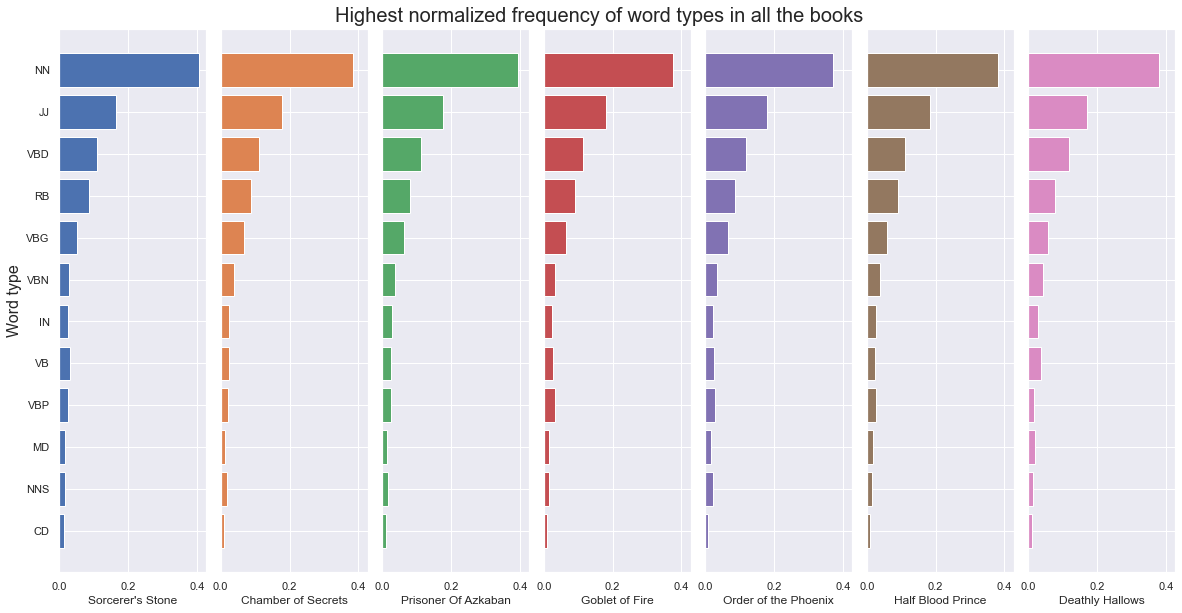 Highest normalized frequency of word types in all the books
Word type
NN
JJ
VBD
RB
VBG
VBN
IN
VB
VBP
MD
NNS
CD
0.0 0.2 0.4 0.0 0.2 0.4 0.0 0.2 0.4 0.0 0.2 0.4 0.0 0.2 0.4 0.0 0.2 0.4 0.0 0.2 0.4
Sorcerer's Stone Chamber of Secrets Prisoner Of Azkaban Goblet of Fire Order of the Phoenix Half Blood Prince Deathly Hallows